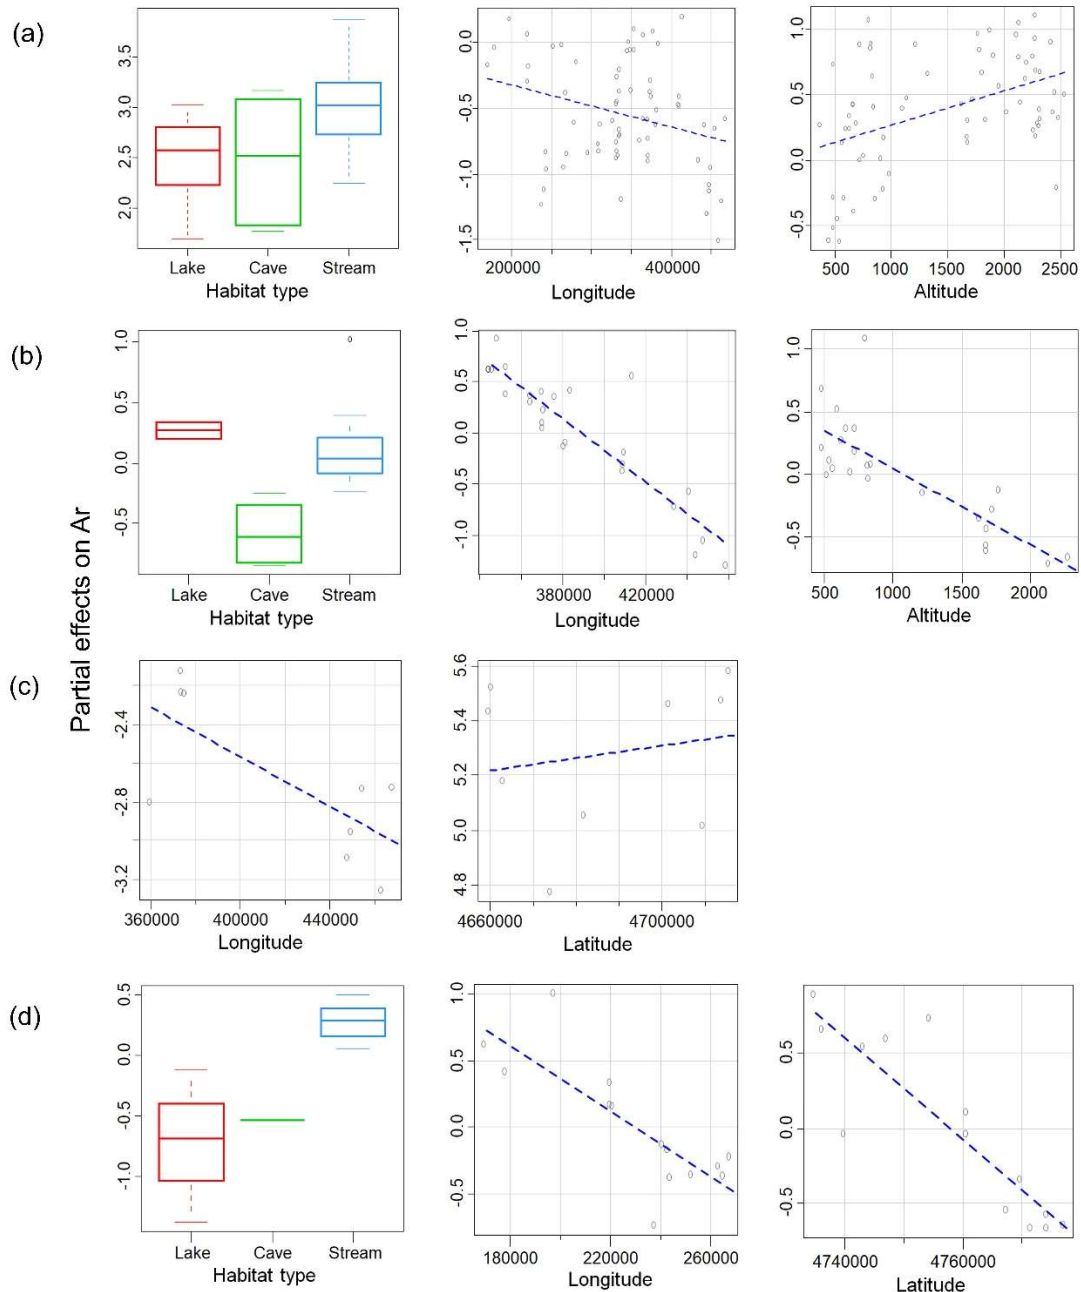 (a)
3.5
3.0
2.5
2.0
Lake
Cave
Stream
Habitat type
0.0
-0.5
-1.0
-1.5
200000
400000
Longitude
1.0
0.5
0.0
-0.5
500
1000
1500
2000
2500
Altitude
Partial effects on Ar
(b)
1.0
0.5
0.0
-0.5
Lake
Cave
Stream
Habitat type
1.0
0.5
0.0
-1.0
380000
420000
Longitude
1.0
0.5
0.0
-0.5
500
1000
1500
2000
Altitude
(c)
-2.4
-2.8
-3.2
360000
400000
440000
Longitude
5.6
5.4
5.2
5.0
4.8
4660000
4700000
Latitude
(d)
0.5
0.0
-0.5
-1.0
Lake
Cave
Stream
Habitat type
1.0
0.5
0.0
-0.5
180000
220000
260000
Longitude
0.5
0.0
0.5
4740000
4760000
Latitude